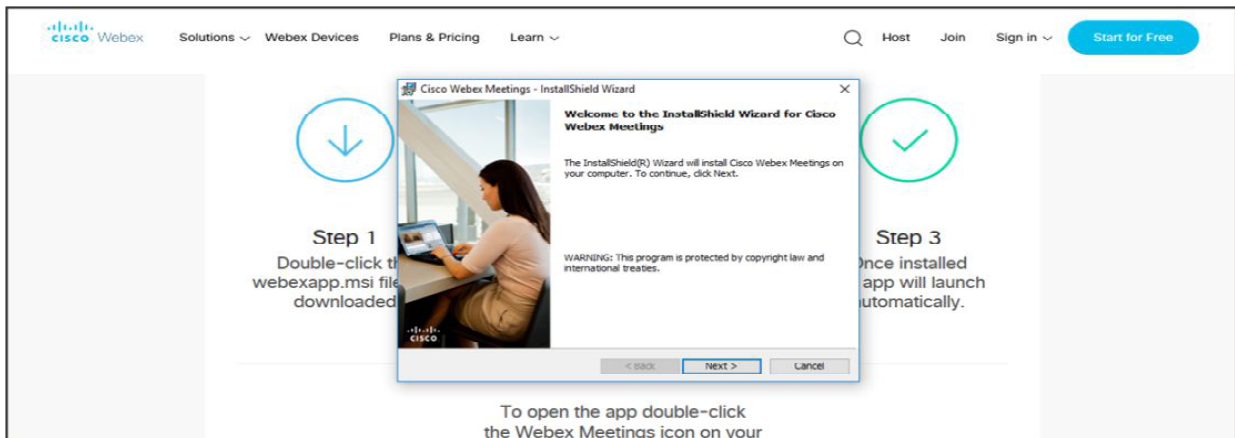 CISCO Webex Solutions Webex Devices Plans & Pricing Learn Host Join Sign in Start for Free
Cisco Webex Meetings - InstallShield Wizard
Welcome to the InstallShield Wizard for Cisco
Webex Meetings
The InstallShield(R) Wizard will install Cisco Webex Meetings on
your computer. To continue, click Next.
WARNING: This program is protected by copyright law and
international treaties.
CISCO
< Back Next > Cancel
Step 1
Double-click
webexapp.msi file
downloaded
Step 3
installed
app will launch
automatically.
To open the app double-click
the Webex Meetings icon on your